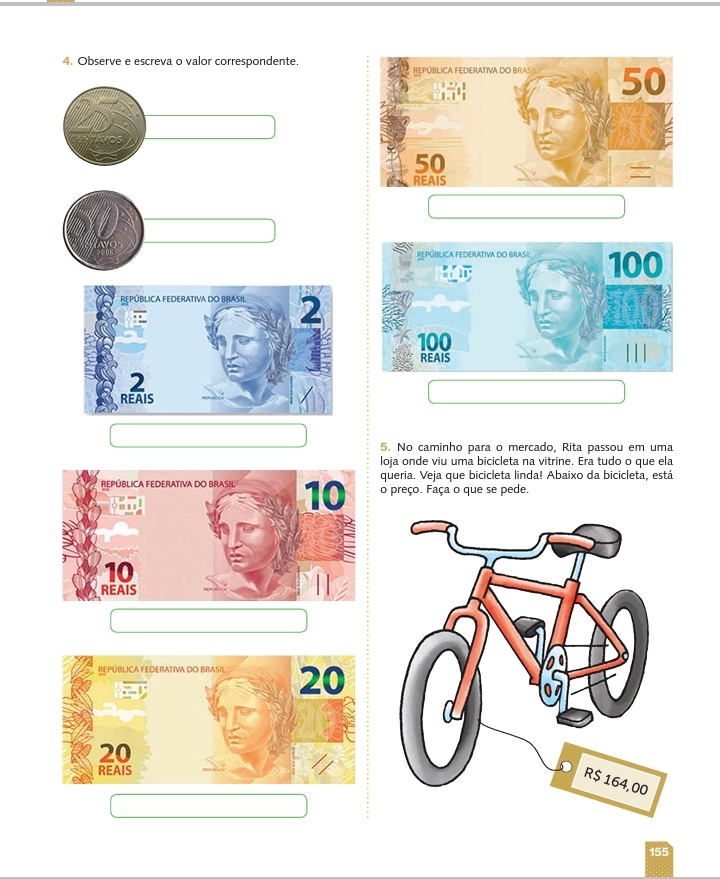 4. Observe e escreva o valor correspondente.
25
CENTAVOS
2005
REPÚBLICA FEDERATIVA DO BRASIL
2
2
REAIS
REPÚBLICA FEDERATIVA DO BRASIL
10
10
REAIS
REPÚBLICA FEDERATIVA DO BRASIL
20
20
REAIS
REPÚBLICA FEDERATIVA DO BRASIL
50
50
REAIS
REPÚBLICA FEDERATIVA DO BRASIL
100
100
REAIS
5. No caminho para o mercado, Rita passou em uma
loja onde viu uma bicicleta na vitrine. Era tudo o que ela
queria. Veja que bicicleta linda! Abaixo da bicicleta, está
o preço. Faça o que se pede.
R$ 164,00
155